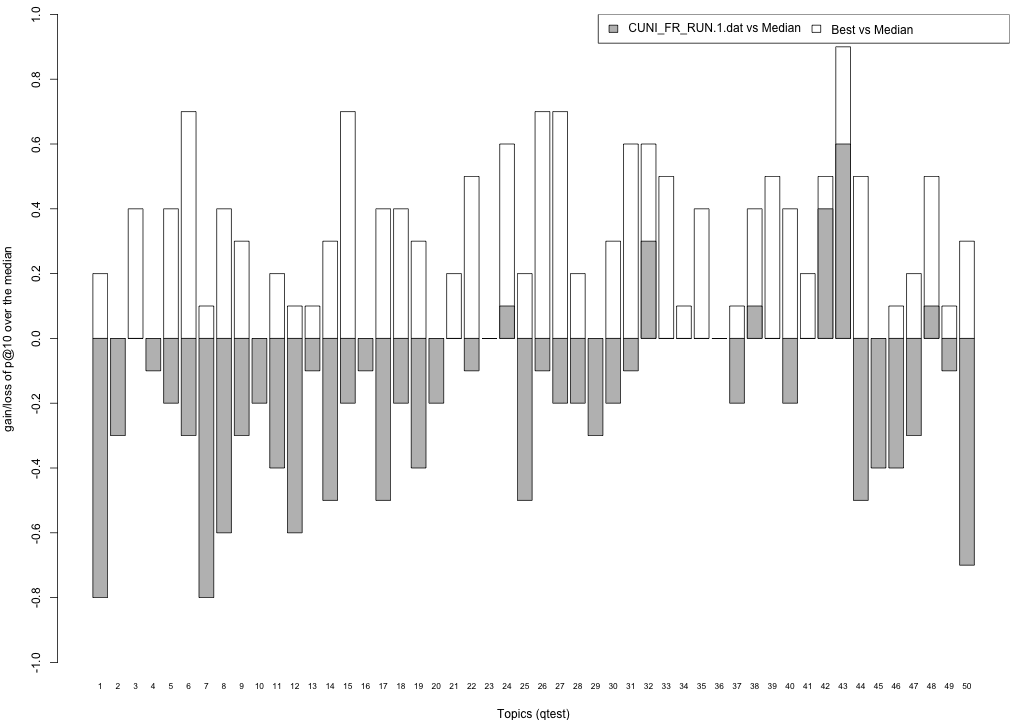 CUNI_FR_RUN.1.dat vs Median Best vs Median
gain/loss of p@10 over the median
1.0
0.8
0.6
0.4
0.2
0.0
-0.2
-0.4
-0.6
-0.8
-1.0
1 2 3 4 5 6 7 8 9 10 11 12 13 14 15 16 17 18 19 20 21 22 23 24 25 26 27 28 29 30 31 32 33 34 35 36 37 38 39 40 41 42 43 44 45 46 47 48 49 50
Topics (qtest)